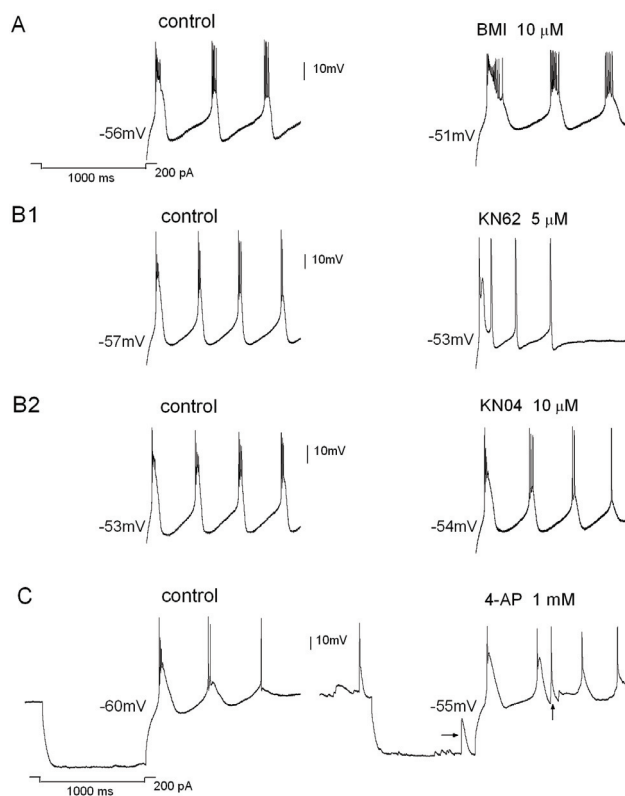 A
control
BMI 10 μM
10mV
-56mV
-51mV
1000 ms
200 pA
B1
control
KN62 5 μM
10mV
-57mV
-53mV
B2
control
KN04 10 μM
10mV
-53mV
-54mV
C
control
4-AP 1 mM
10mV
-60mV
-55mV
1000 ms
200 pA